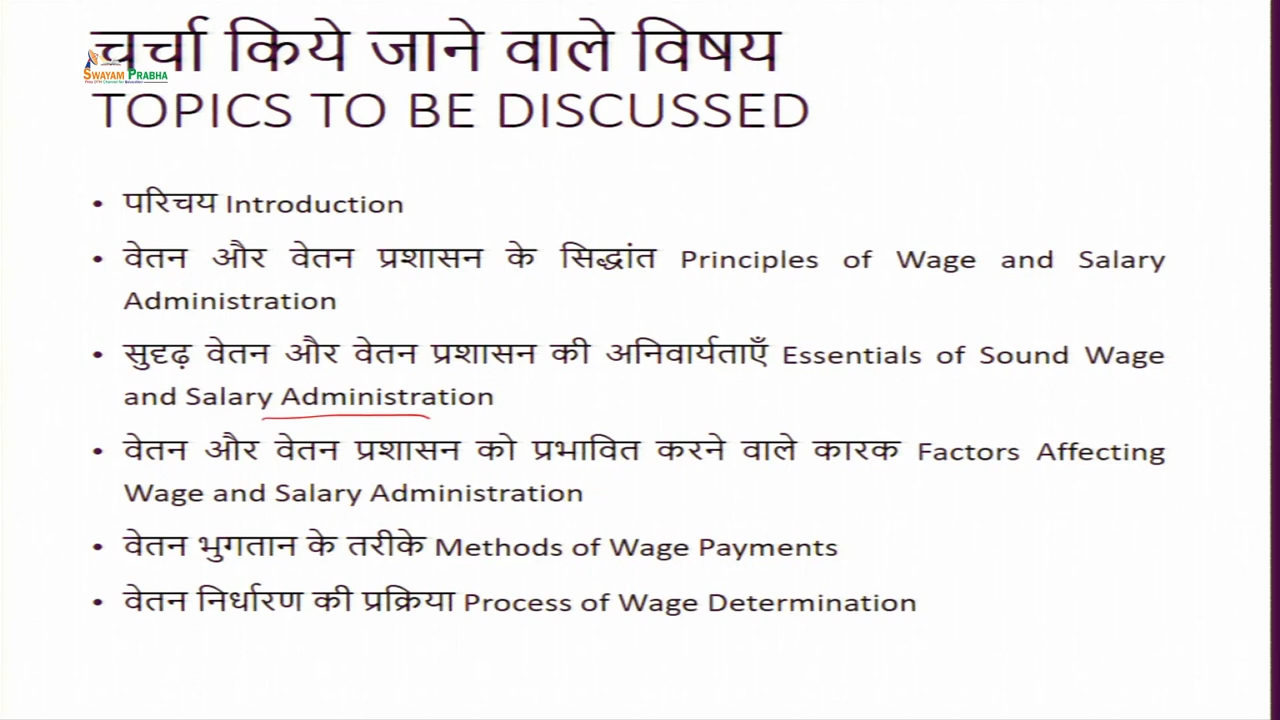 चर्चा किये जाने वाले विषय
SWAYAM PRABHA
TOPICS TO BE DISCUSSED
• परिचय Introduction
• वेतन और वेतन प्रशासन के सिद्धांत Principles of Wage and Salary
Administration
• सुदृढ़ वेतन और वेतन प्रशासन की अनिवार्यताएँ Essentials of Sound Wage
and Salary Administration
• वेतन और वेतन प्रशासन को प्रभावित करने वाले कारक Factors Affecting
Wage and Salary Administration
• वेतन भुगतान के तरीके Methods of Wage Payments
• वेतन निर्धारण की प्रक्रिया Process of Wage Determination